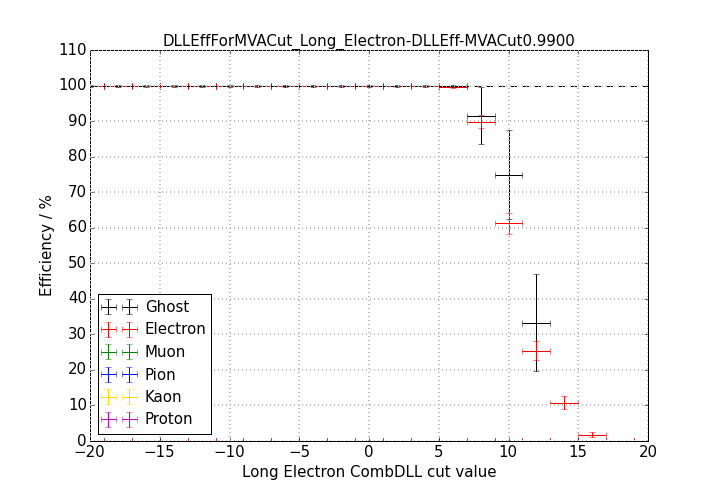 DLLEffForMVACut_Long_Electron-DLLEff-MVACut0.9900
110
100
90
80
70
60
50
40
30
20
10
0
Efficiency / %
Ghost
Electron
Muon
Pion
Kaon
Proton
−20 −15 −10 −5 0 5 10 15 20
Long Electron CombDLL cut value